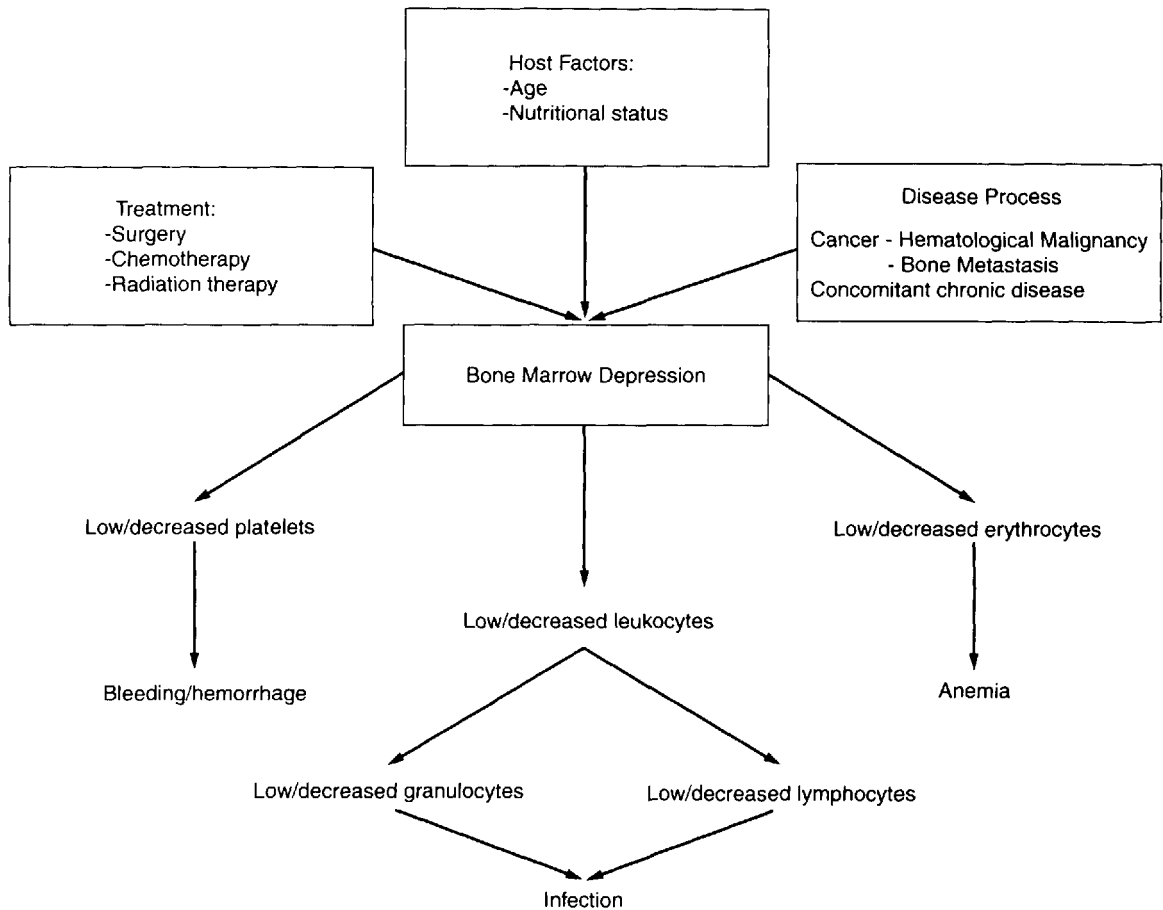 Host Factors:
-Age
-Nutritional status
Treatment:
-Surgery
-Chemotherapy
-Radiation therapy
Disease Process
Cancer - Hematological Malignancy
- Bone Metastasis
Concomitant chronic disease
Bone Marrow Depression
Low/decreased platelets
Low/decreased erythrocytes
Low/decreased leukocytes
Bleeding/hemorrhage
Anemia
Low/decreased granulocytes
Low/decreased lymphocytes
Infection